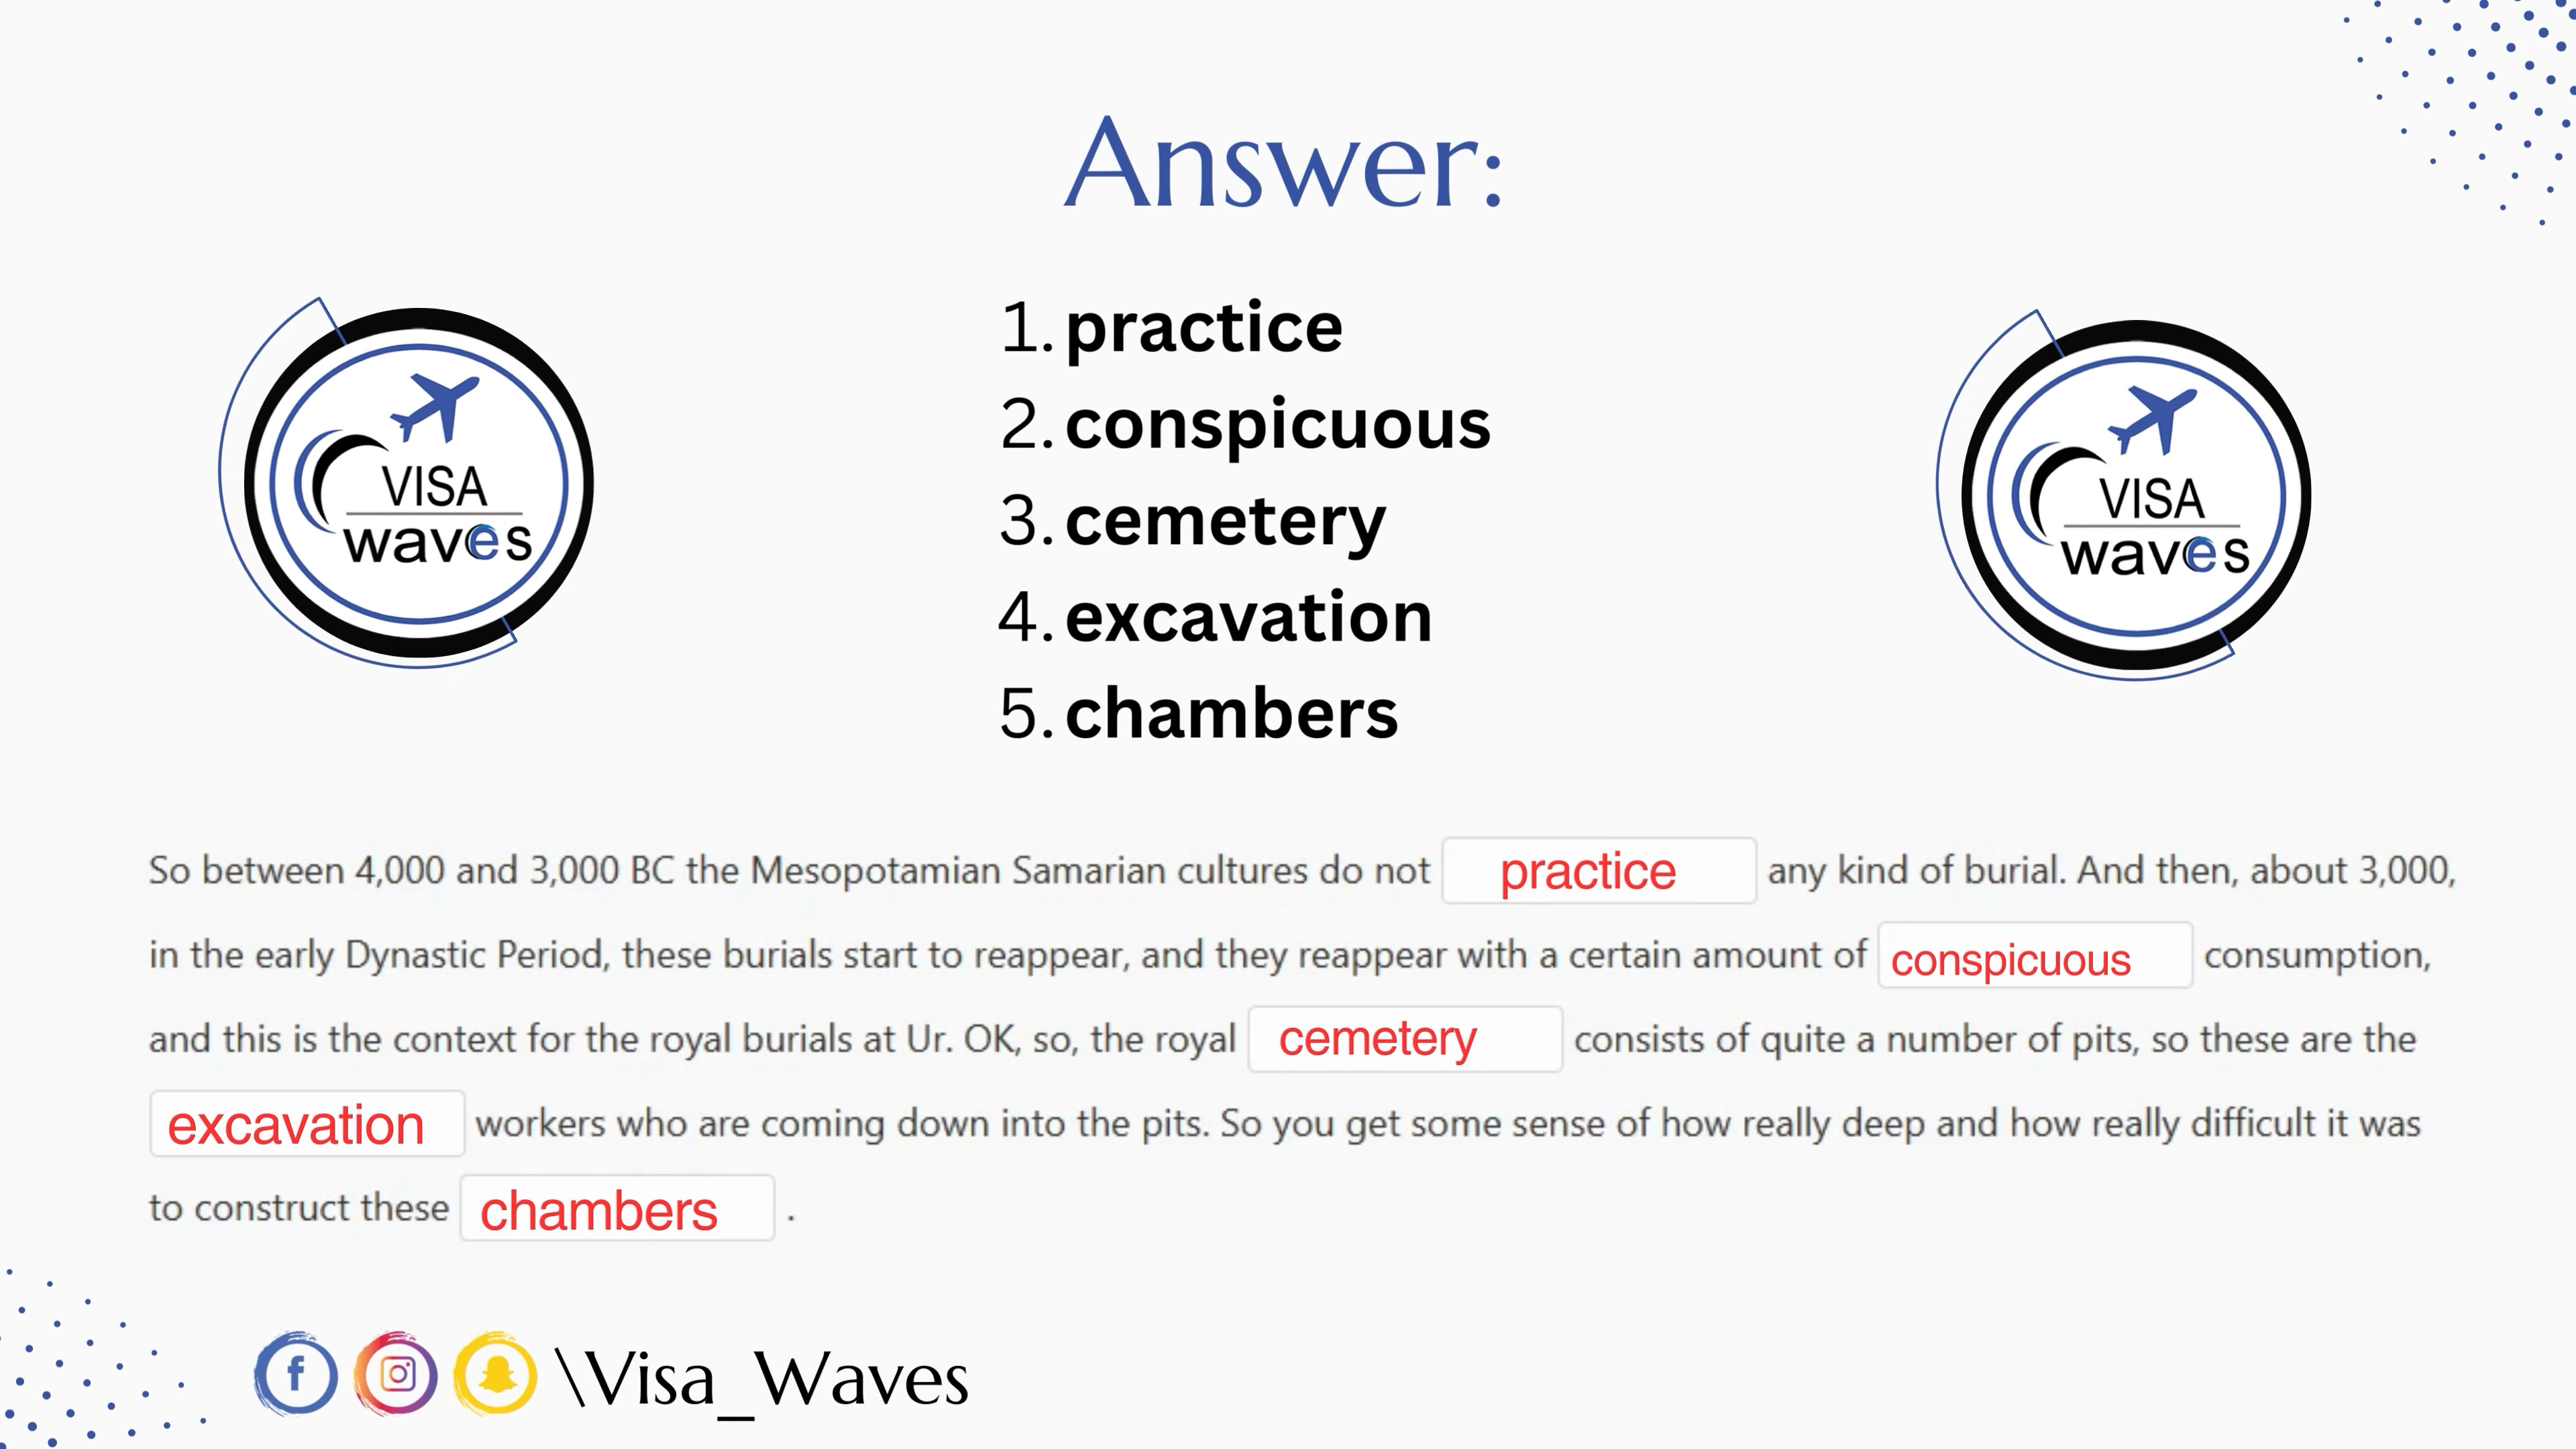 Answer:
1. practice
2. conspicuous
3. cemetery
4. excavation
5. chambers
VISA
waves
VISA
waves
So between 4,000 and 3,000 BC the Mesopotamian Samarian cultures do not practice any kind of burial. And then, about 3,000,
in the early Dynastic Period, these burials start to reappear, and they reappear with a certain amount of conspicuous consumption,
and this is the context for the royal burials at Ur. OK, so, the royal cemetery consists of quite a number of pits, so these are the
excavation workers who are coming down into the pits. So you get some sense of how really deep and how really difficult it was
to construct these chambers .
\Visa_Waves